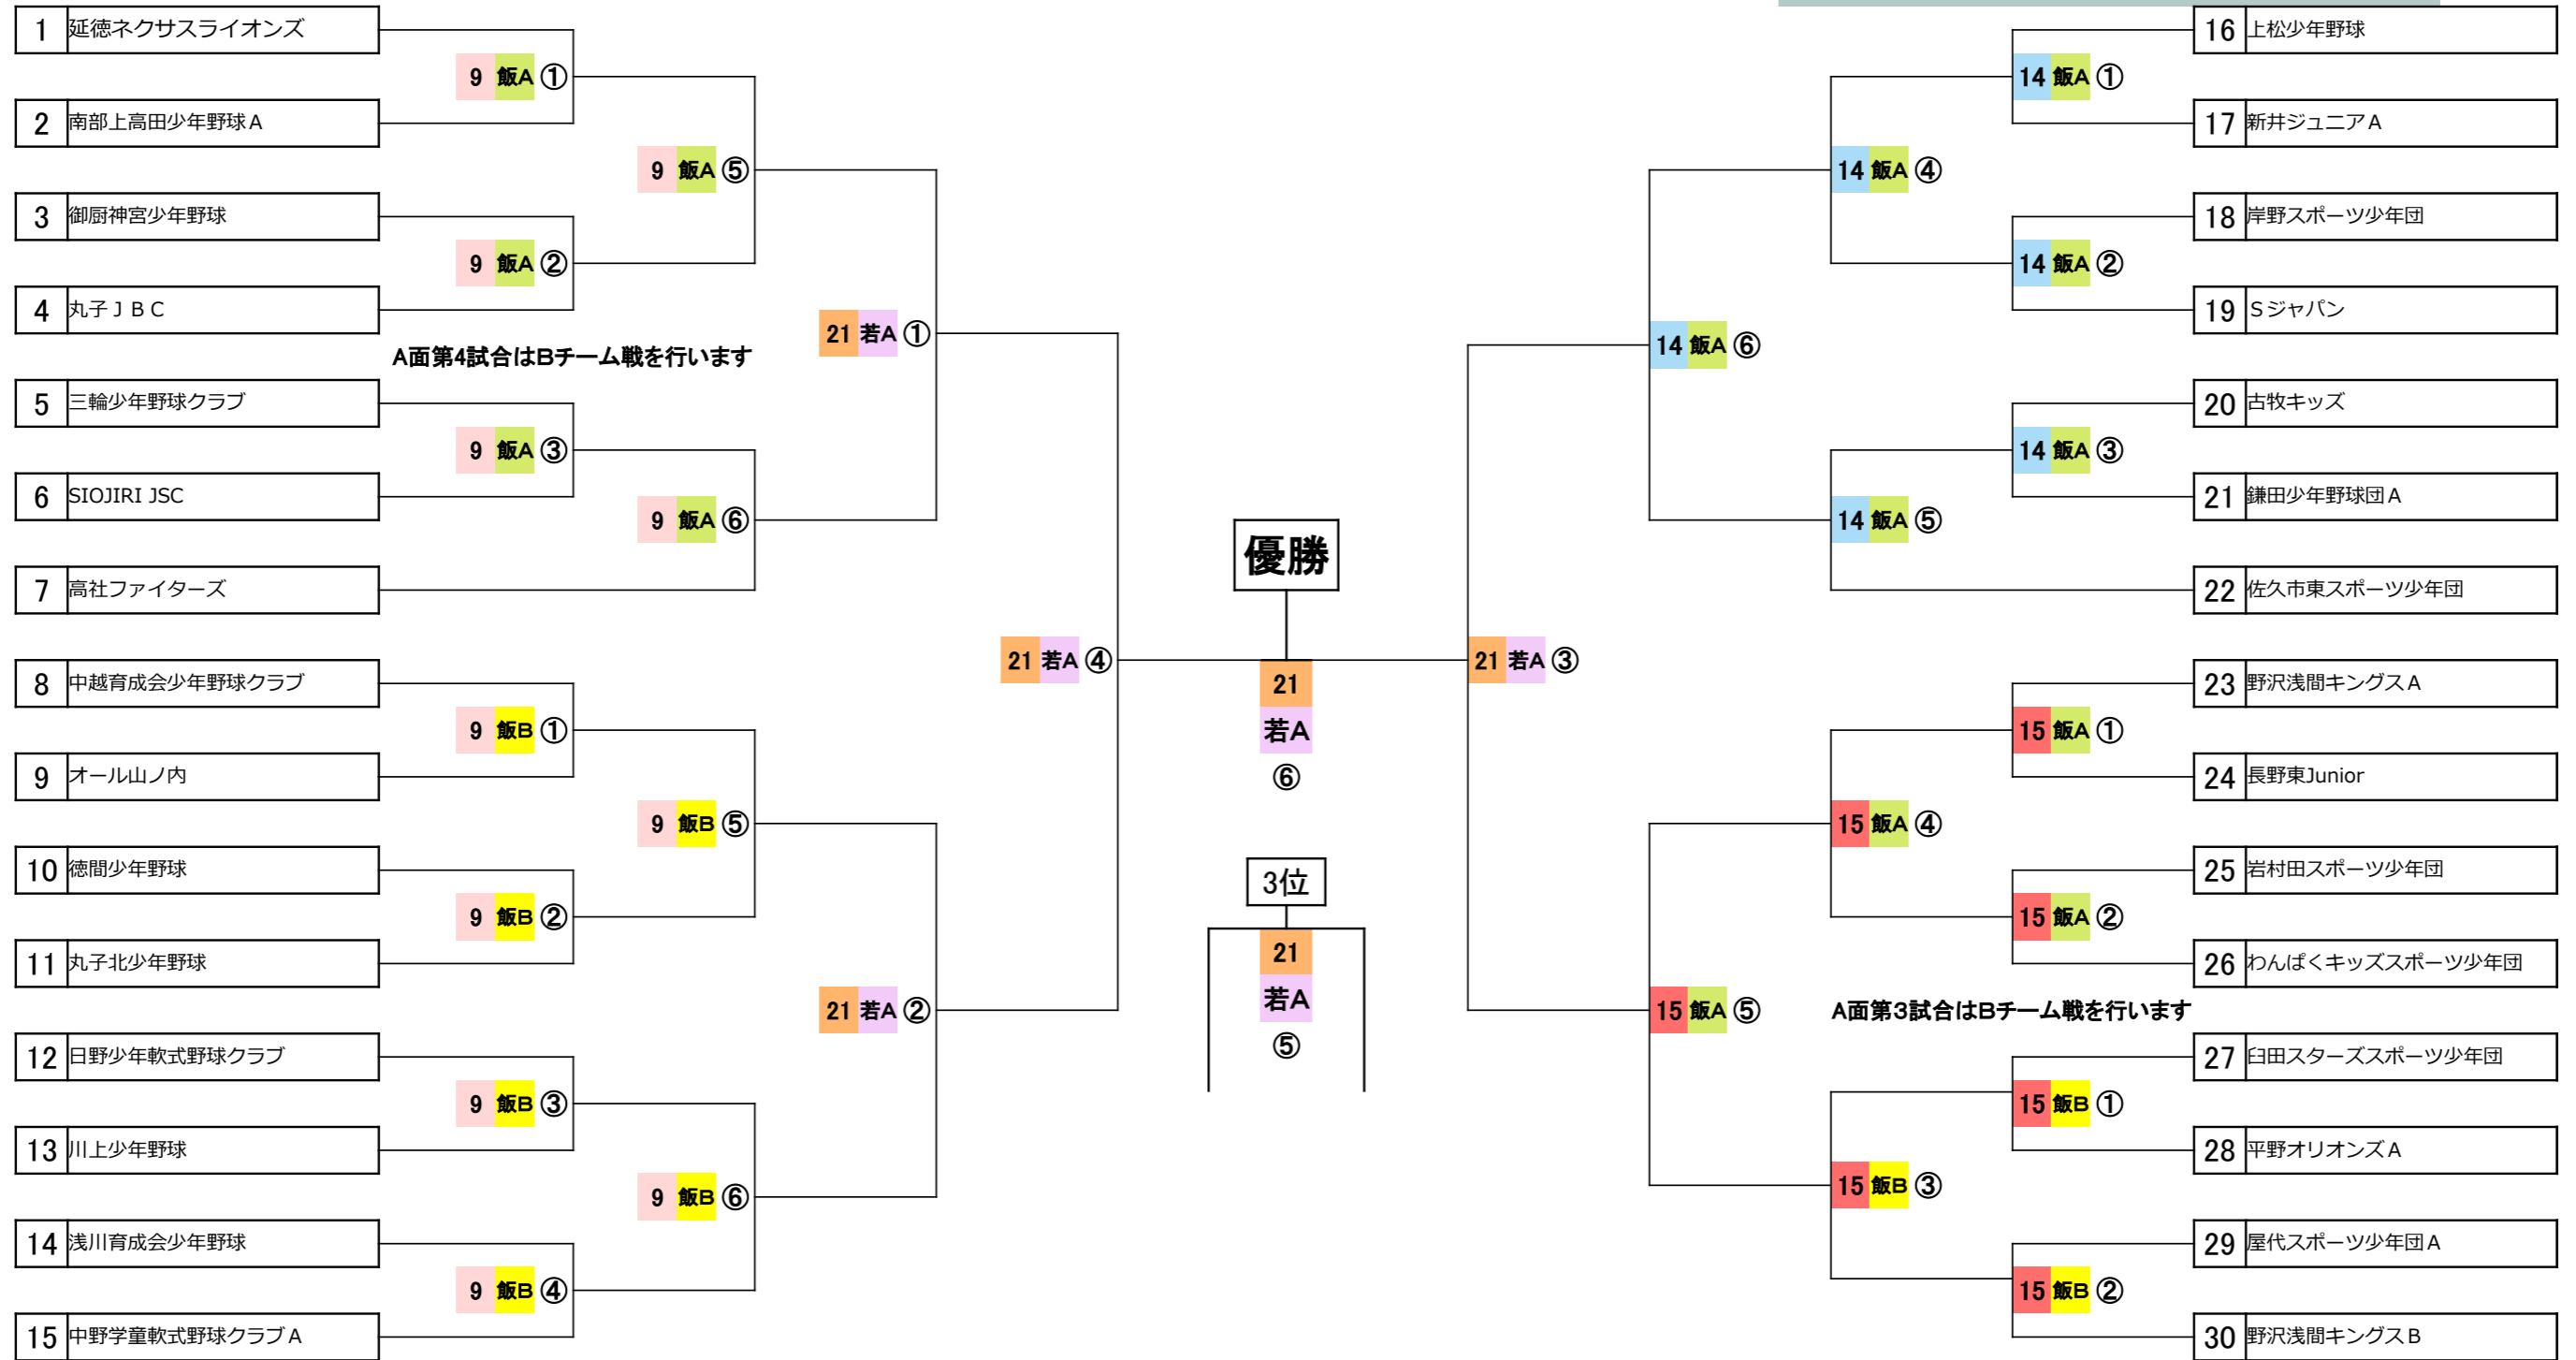 1 延徳ネクサスライオンズ
9 飯A ①
2 南部上高田少年野球A
9 飯A ⑤
3 御厨神宮少年野球
9 飯A ②
4 丸子ＪＢＣ
21 若A ①
A面第4試合はBチーム戦を行います
5 三輪少年野球クラブ
9 飯A ③
6 SIOJIRI JSC
9 飯A ⑥
7 高社ファイターズ
21 若A ④
8 中越育成会少年野球クラブ
9 飯B ①
9 オール山ノ内
9 飯B ⑤
10 徳間少年野球
9 飯B ②
11 丸子北少年野球
21 若A ②
12 日野少年軟式野球クラブ
9 飯B ③
13 川上少年野球
9 飯B ⑥
14 浅川育成会少年野球
9 飯B ④
15 中野学童軟式野球クラブA
優勝
21
若A
⑥
3位
21
若A
⑤
16 上松少年野球
14 飯A ①
17 新井ジュニアA
14 飯A ④
18 岸野スポーツ少年団
14 飯A ②
19 Ｓジャパン
14 飯A ⑥
20 古牧キッズ
14 飯A ③
21 鎌田少年野球団A
14 飯A ⑤
22 佐久市東スポーツ少年団
21 若A ③
23 野沢浅間キングスA
15 飯A ①
24 長野東Junior
15 飯A ④
25 岩村田スポーツ少年団
15 飯A ②
26 わんぱくキッズスポーツ少年団
15 飯A ⑤
A面第3試合はBチーム戦を行います
27 臼田スターズスポーツ少年団
15 飯B ①
28 平野オリオンズA
15 飯B ③
29 屋代スポーツ少年団A
15 飯B ②
30 野沢浅間キングスB